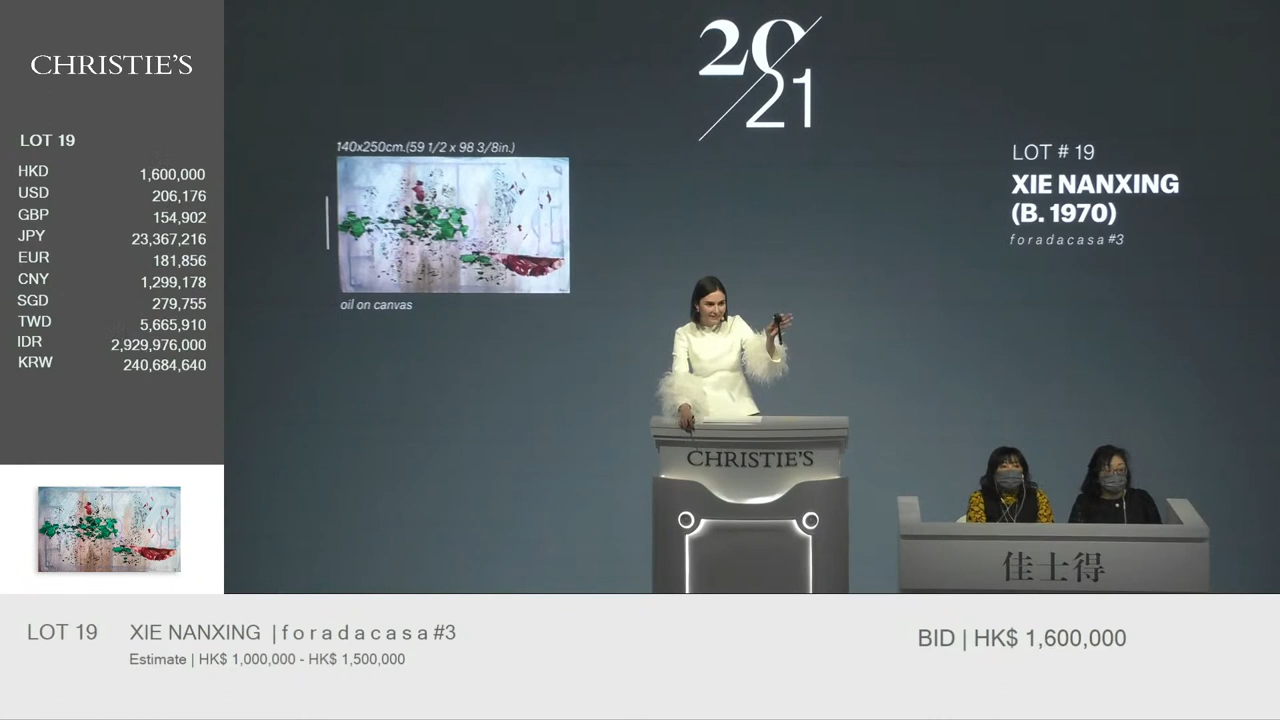 CHRISTIE'S
LOT 19
HKD 1,600,000
USD 206,176
GBP 154,902
JPY 23,367,216
EUR 181,856
CNY 1,299,178
SGD 279,755
TWD 5,665,910
IDR 2,929,976,000
KRW 240,684,640
20/21
140x250cm.(59 1/2 x 98 3/8in.)
oil on canvas
LOT # 19
XIE NANXING
(B. 1970)
foradacasa#3
CHRISTIE'S
佳士得
LOT 19 XIE NANXING | foradacasa#3
Estimate | HK$ 1,000,000 - HK$ 1,500,000
BID | HK$ 1,600,000